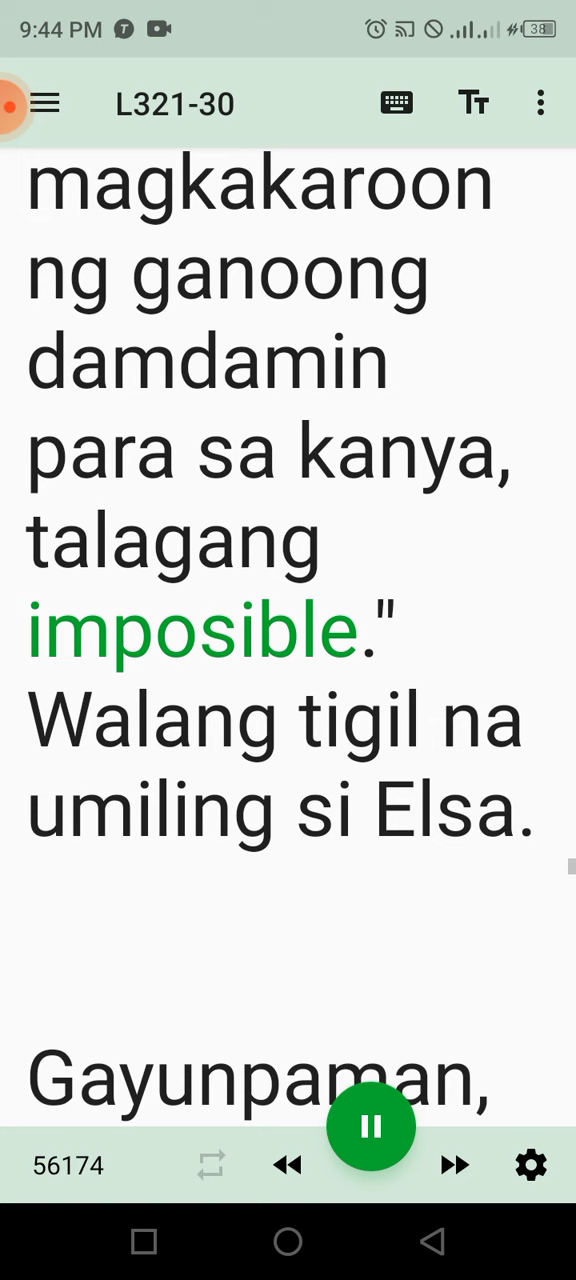 9:44 PM
38
L321-30
magkakaroon
ng ganoong
damdamin
para sa kanya,
talagang
imposible."
Walang tigil na
umiling si Elsa.
Gayunpaman,
56174